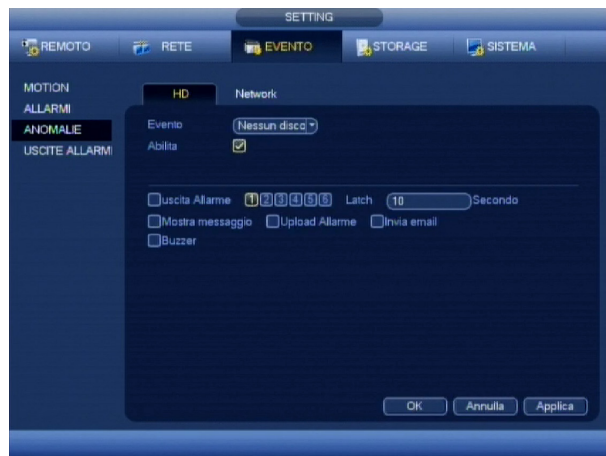 SETTING
REMOTO RETE EVENTO STORAGE SISTEMA
MOTION
ALLARMI
ANOMALIE
USCITE ALLARMI
HD Network
Evento Nessun disco
Abilita
uscita Allarme 1 2 3 4 5 6 Latch 10 Secondo
Mostra messaggio Upload Allarme Invia email
Buzzer
OK Annulla Applica